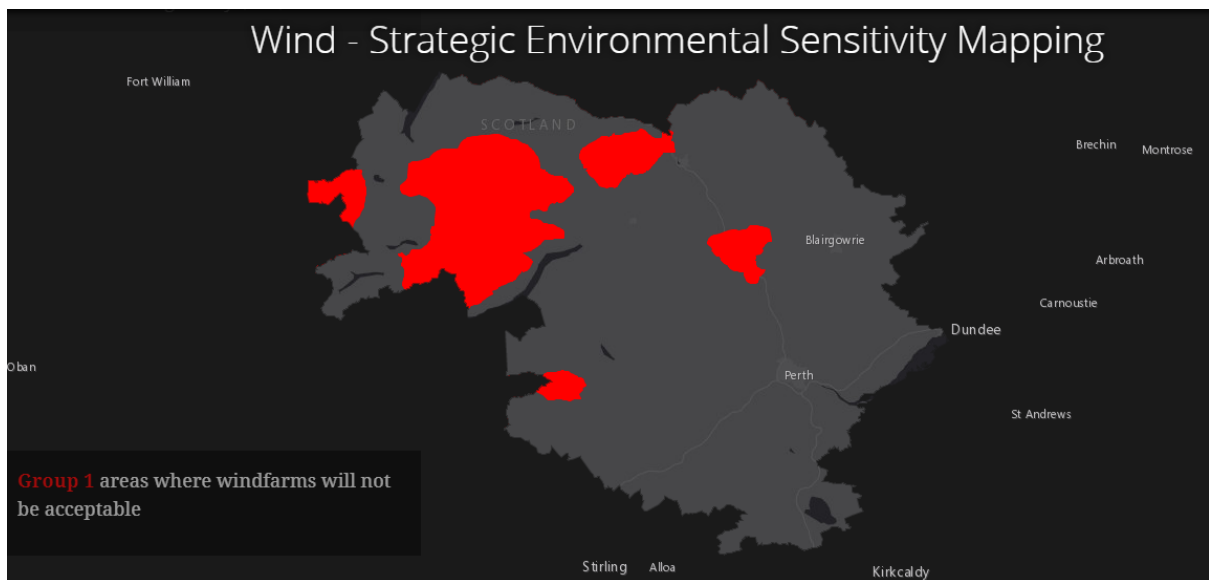 Wind - Strategic Environmental Sensitivity Mapping
Fort William
SCOTLAND
Brechin
Montrose
Blairgowrie
Arbroath
Carnoustie
Dundee
Oban
Perth
St Andrews
Group 1 areas where windfarms will not
be acceptable
Stirling
Alloa
Kirkcaldy